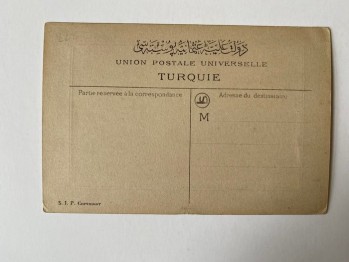 دولت علیه عثمانیه پوسته سی
UNION POSTALE UNIVERSELLE
TURQUIE
Partie reservée à la correspondance
Adresse du destinataire
M